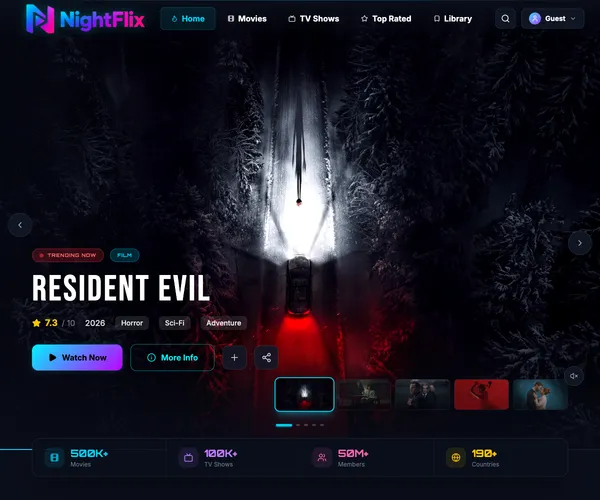 NightFlix
Home
Movies
TV Shows
Top Rated
Library
Guest
TRENDING NOW
FILM
RESIDENT EVIL
7.3 / 10 2026 Horror Sci-Fi Adventure
Watch Now
More Info
500K+
Movies
100K+
TV Shows
50M+
Members
190+
Countries